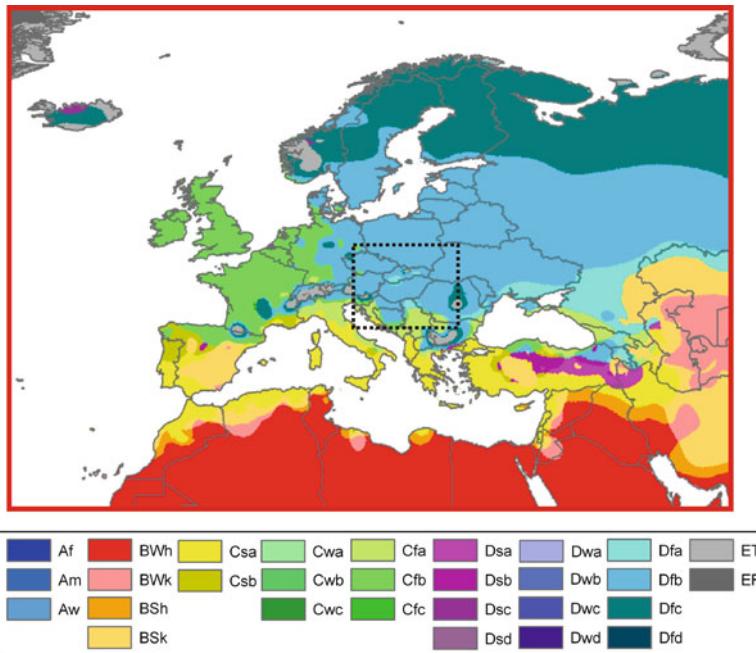 Af BWh Csa Cwa Cfa Dsa Dwa Dfa ET
Am BWk Csb Cwb Cfb Dsb Dwb Dfb EF
Aw BSh Cwc Cfc Dsc Dwc Dfc
BSk Dsd Dwd Dfd